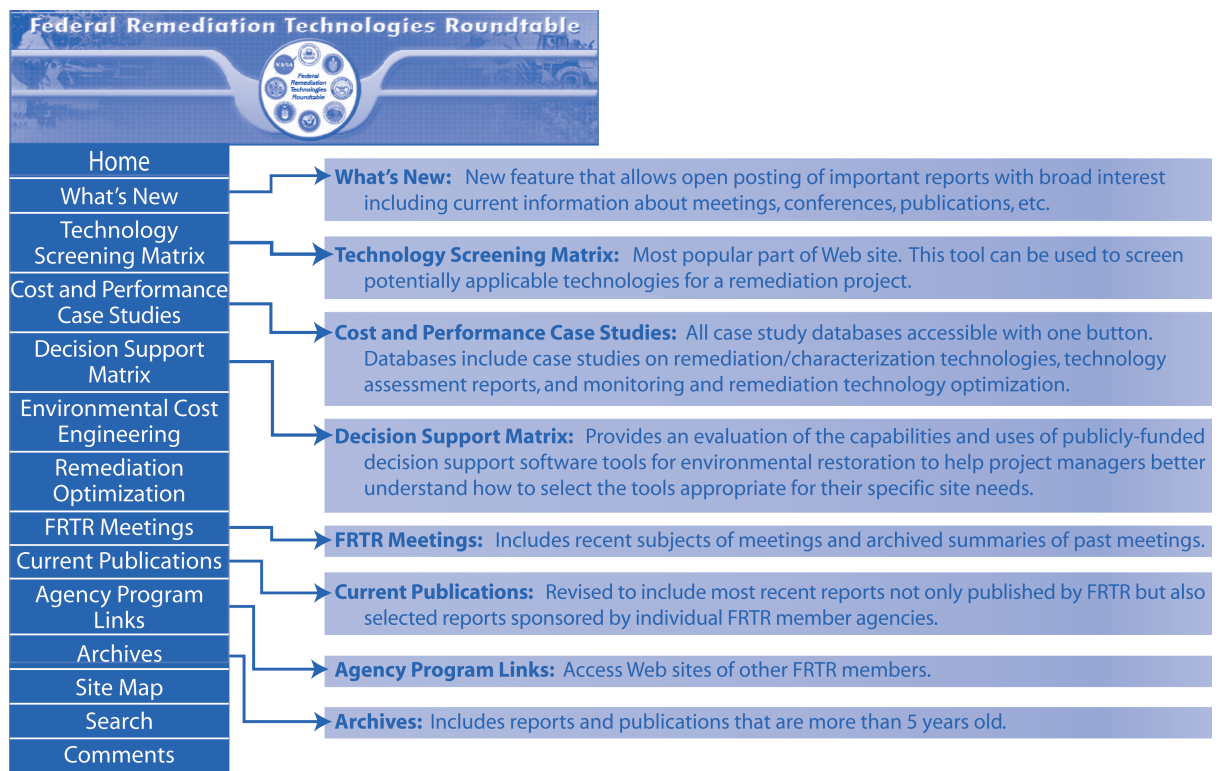 Federal Remediation Technologies Roundtable
NASA
Federal
Remediation
Technologies
Roundtable
Home
What's New
Technology
Screening Matrix
Cost and Performance
Case Studies
Decision Support
Matrix
Environmental Cost
Engineering
Remediation
Optimization
FRTR Meetings
Current Publications
Agency Program
Links
Archives
Site Map
Search
Comments
What's New: New feature that allows open posting of important reports with broad interest
including current information about meetings, conferences, publications, etc.
Technology Screening Matrix: Most popular part of Web site. This tool can be used to screen
potentially applicable technologies for a remediation project.
Cost and Performance Case Studies: All case study databases accessible with one button.
Databases include case studies on remediation/characterization technologies, technology
assessment reports, and monitoring and remediation technology optimization.
Decision Support Matrix: Provides an evaluation of the capabilities and uses of publicly-funded
decision support software tools for environmental restoration to help project managers better
understand how to select the tools appropriate for their specific site needs.
FRTR Meetings: Includes recent subjects of meetings and archived summaries of past meetings.
Current Publications: Revised to include most recent reports not only published by FRTR but also
selected reports sponsored by individual FRTR member agencies.
Agency Program Links: Access Web sites of other FRTR members.
Archives: Includes reports and publications that are more than 5 years old.